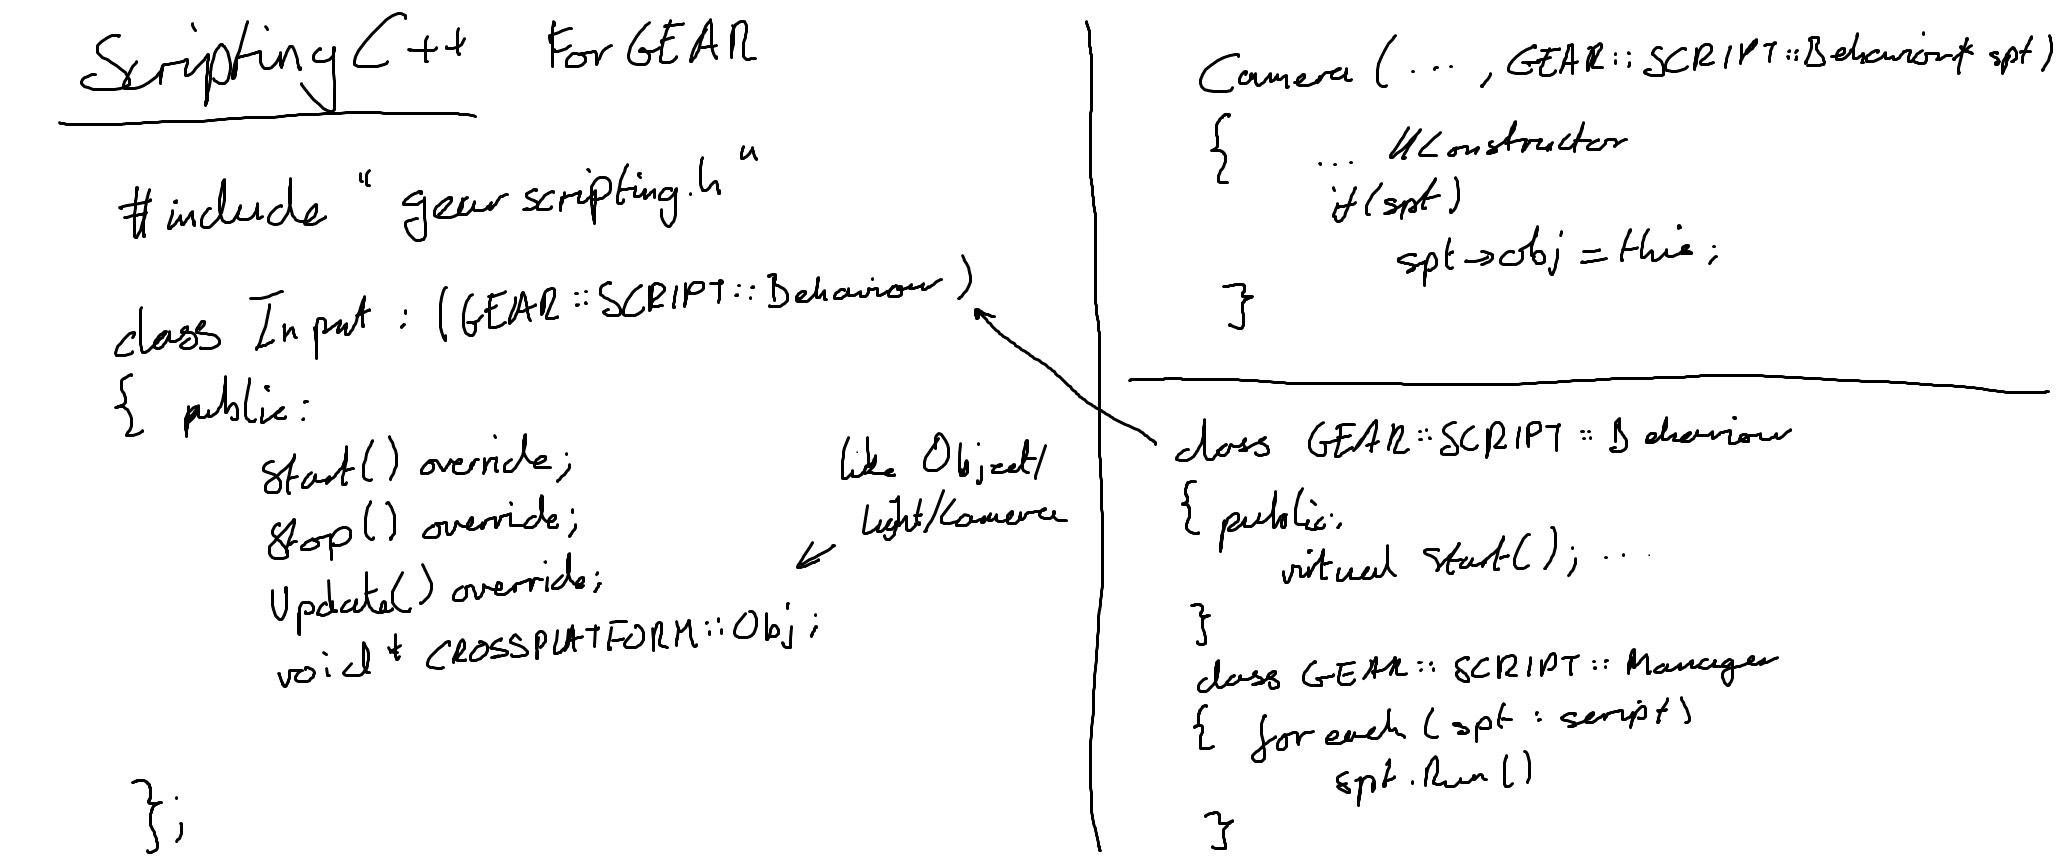 Scripting C++ For GEAR
#include "gear scripting.h"
class Input : (GEAR::SCRIPT::Behaviour)
{ public:
Start() override;
Stop() override;
Update() override;
void* CROSSPLATFORM::Obj;
};
like Object/
Light/Camera
Camera (... , GEAR::SCRIPT::Behaviour* spt)
{ ... //Constructor
if(spt)
spt->obj = this;
}
class GEAR::SCRIPT::Behaviour
{ public:
virtual Start(); ...
}
class GEAR::SCRIPT::Manager
{ for each (spt : script)
spt.Run()
}